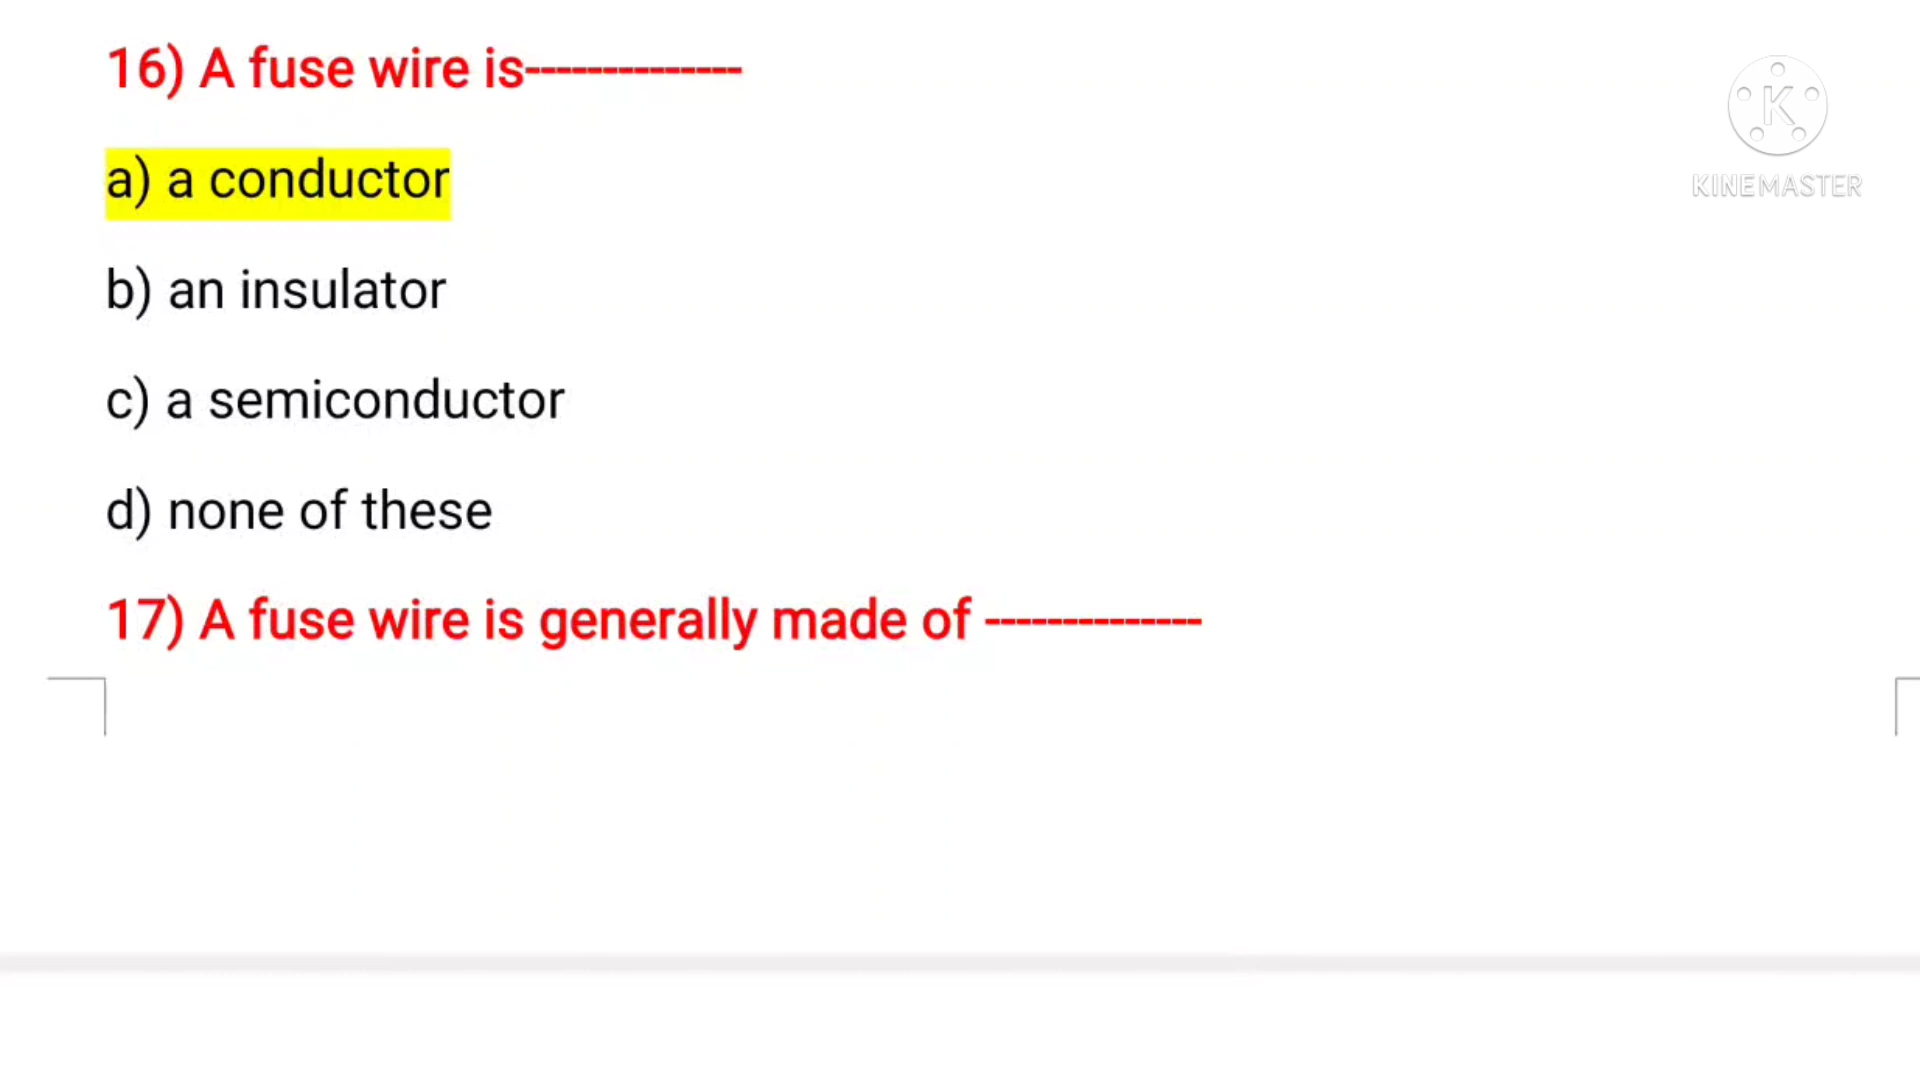 16) A fuse wire is--------------
a) a conductor
b) an insulator
c) a semiconductor
d) none of these
17) A fuse wire is generally made of --------------
K
KINEMASTER